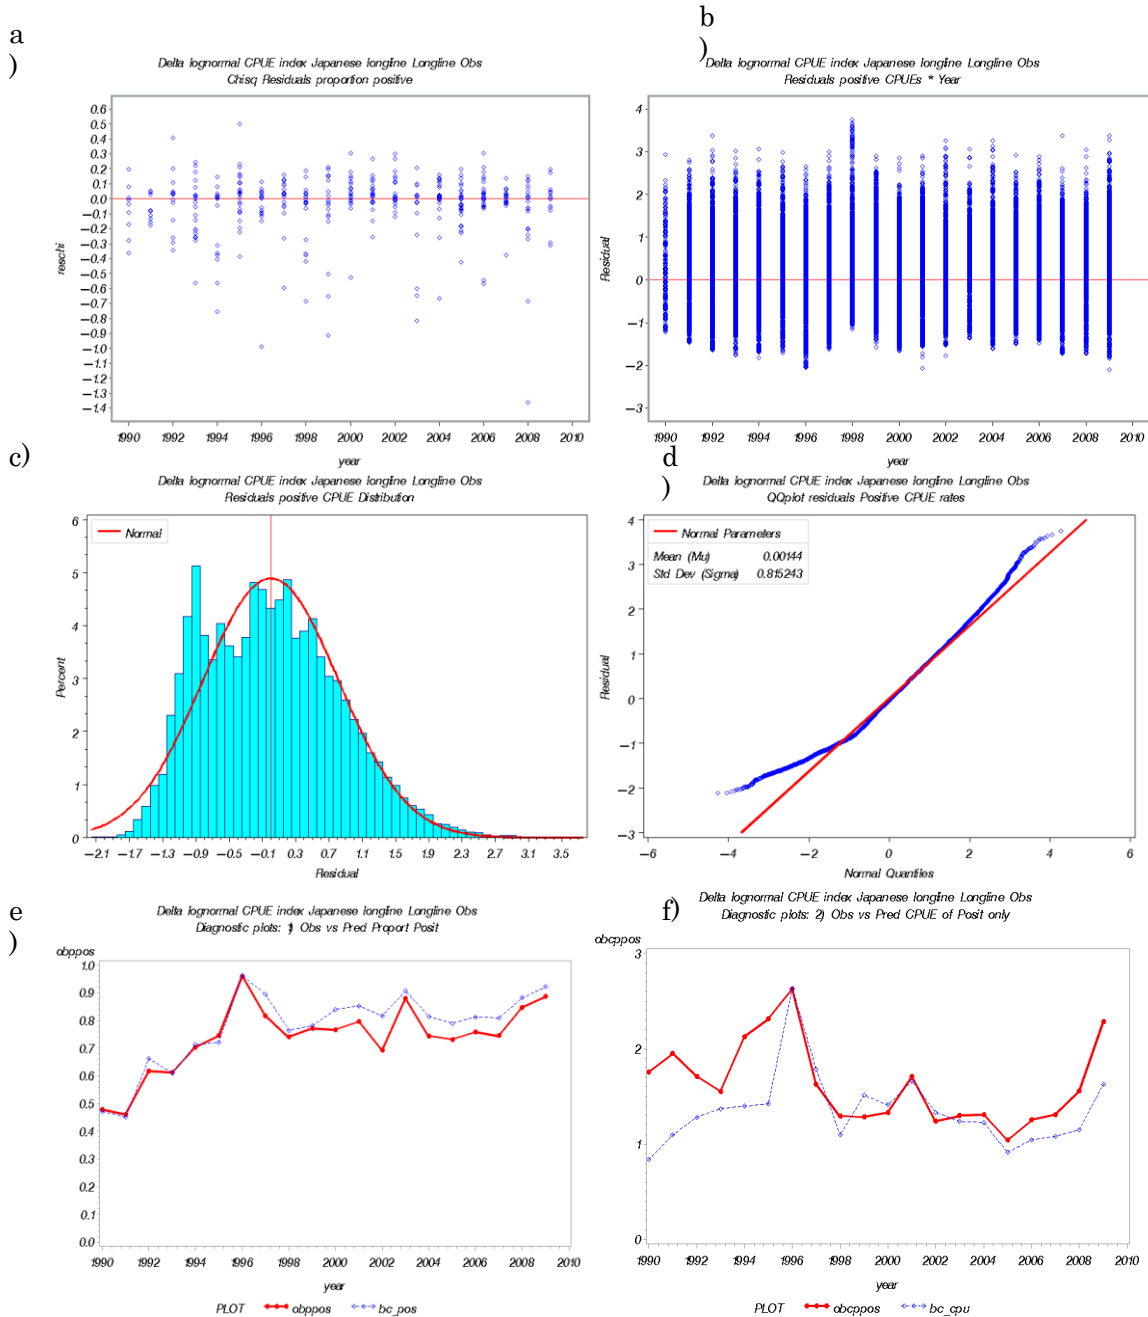 a
)
Delta lognormal CPUE index Japanese longline Longline Obs
Chisq Residuals proportion positive
0.6
0.5
0.4
0.3
0.2
0.1
0.0
−0.1
−0.2
−0.3
−0.4
−0.5
−0.6
−0.7
−0.8
−0.9
−1.0
−1.1
−1.2
−1.3
−1.4
reschi
1990 1992 1994 1996 1998 2000 2002 2004 2006 2008 2010
year
b
)
Delta lognormal CPUE index Japanese longline Longline Obs
Residuals positive CPUEs * Year
4
3
2
1
0
−1
−2
−3
Residual
1990 1992 1994 1996 1998 2000 2002 2004 2006 2008 2010
year
c)
Delta lognormal CPUE index Japanese longline Longline Obs
Residuals positive CPUE Distribution
Normal
6
5
4
3
2
1
0
Percent
−2.1 −1.7 −1.3 −0.9 −0.5 −0.1 0.3 0.7 1.1 1.5 1.9 2.3 2.7 3.1 3.5
Residual
d
)
Delta lognormal CPUE index Japanese longline Longline Obs
QQplot residuals Positive CPUE rates
Normal Parameters
Mean (Mu) 0.00144
Std Dev (Sigma) 0.815243
4
3
2
1
0
−1
−2
−3
Residual
−6 −4 −2 0 2 4 6
Normal Quantiles
e
)
Delta lognormal CPUE index Japanese longline Longline Obs
Diagnostic plots: 1) Obs vs Pred Proport Posit
obppos
1.0
0.9
0.8
0.7
0.6
0.5
0.4
0.3
0.2
0.1
0.0
1990 1992 1994 1996 1998 2000 2002 2004 2006 2008 2010
year
PLOT obppos bc_pos
f)
Delta lognormal CPUE index Japanese longline Longline Obs
Diagnostic plots: 2) Obs vs Pred CPUE of Posit only
obcppos
3
2
1
0
1990 1992 1994 1996 1998 2000 2002 2004 2006 2008 2010
year
PLOT obcppos bc_cpu